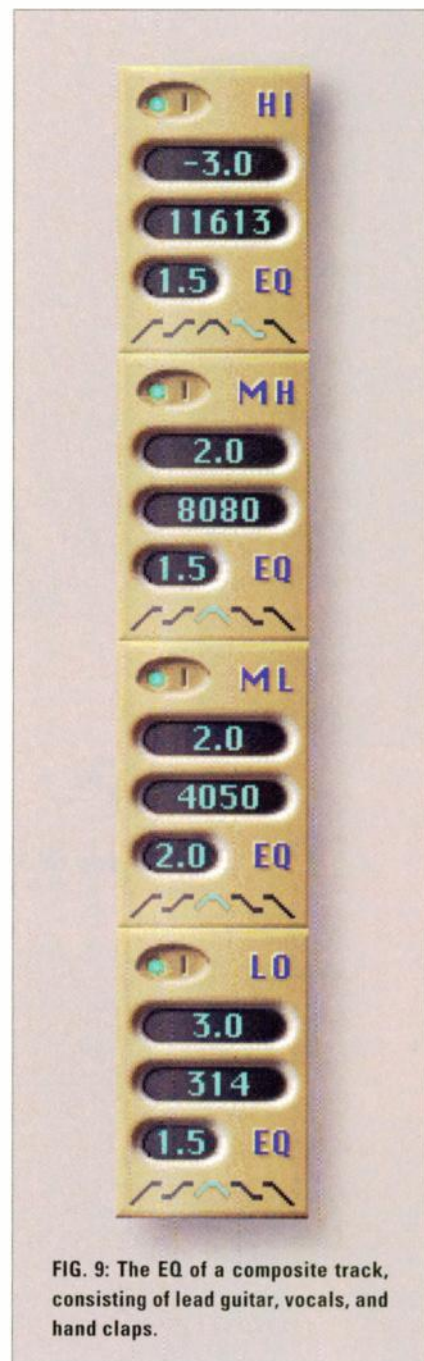 HI
-3.0
11613
1.5 EQ
MH
2.0
8080
1.5 EQ
ML
2.0
4050
2.0 EQ
LO
3.0
314
1.5 EQ
FIG. 9: The EQ of a composite track,
consisting of lead guitar, vocals, and
hand claps.